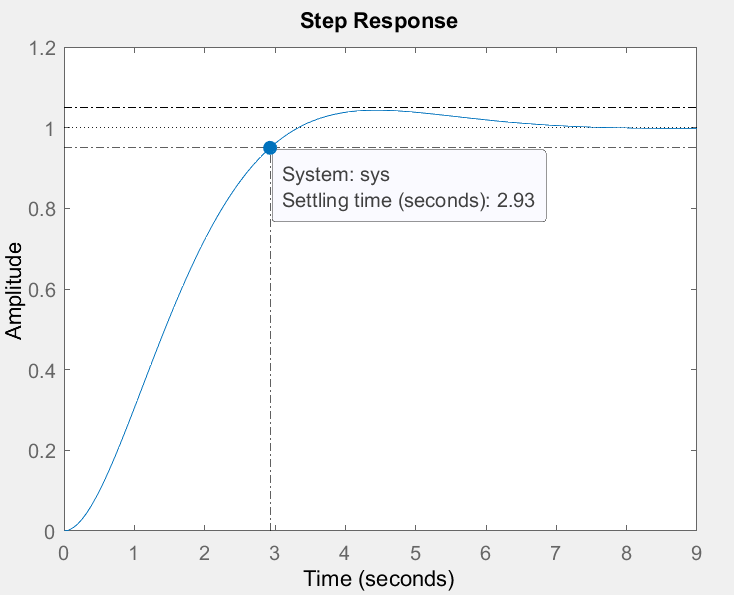 Step Response
1.2
1
0.8
0.6
0.4
0.2
0
Amplitude
System: sys
Settling time (seconds): 2.93
0 1 2 3 4 5 6 7 8 9
Time (seconds)